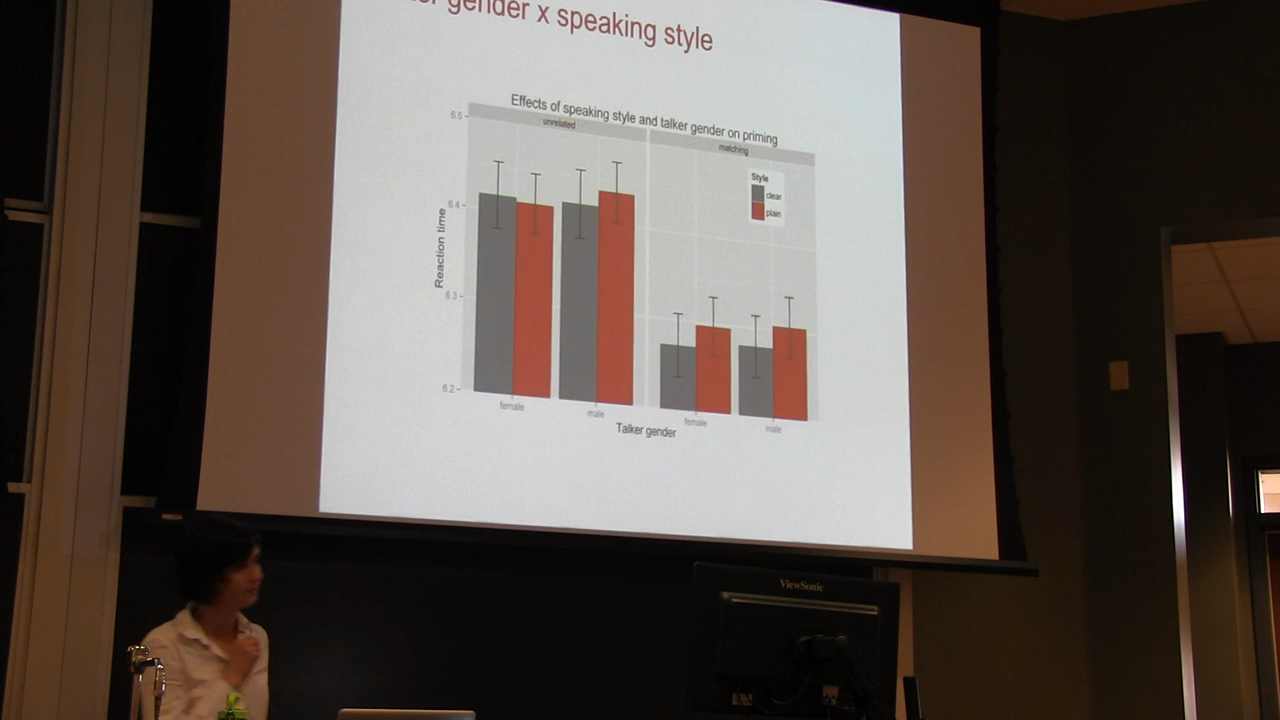 gender x speaking style
Effects of speaking style and talker gender on priming
unrelated
matching
6.5
6.4
6.3
6.2
Reaction time
Style
clear
plain
female
male
female
male
Talker gender
ViewSonic